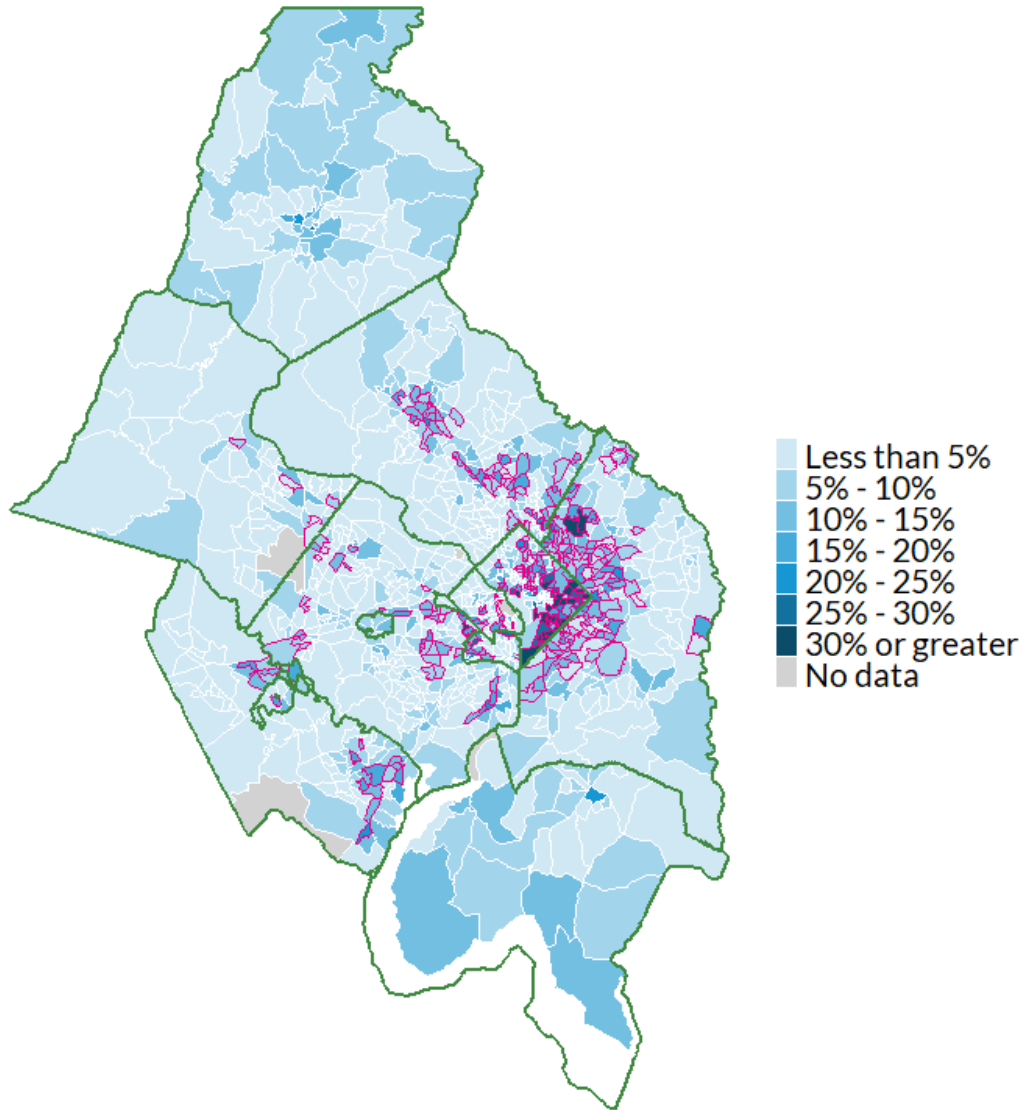 Less than 5%
5% - 10%
10% - 15%
15% - 20%
20% - 25%
25% - 30%
30% or greater
No data